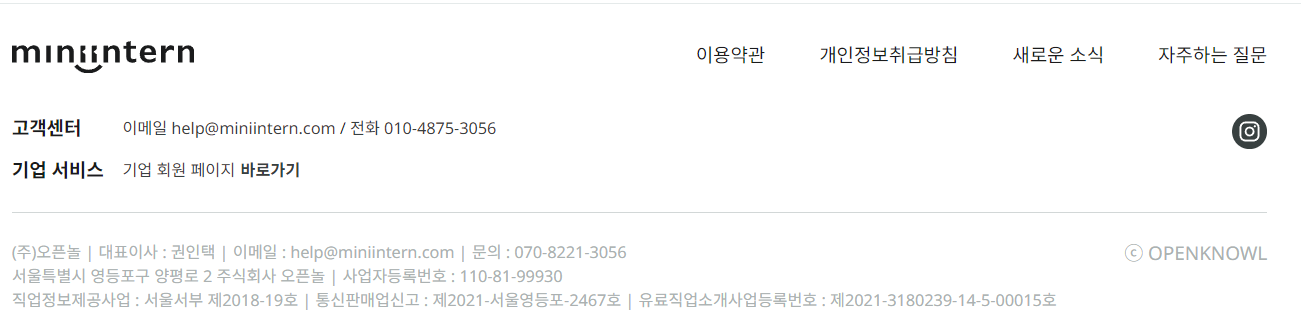 miniintern
이용약관 개인정보취급방침 새로운 소식 자주하는 질문
고객센터 이메일 help@miniintern.com / 전화 010-4875-3056
기업 서비스 기업 회원 페이지 바로가기
(주)오픈놀 | 대표이사 : 권인택 | 이메일 : help@miniintern.com | 문의 : 070-8221-3056
ⓒ OPENKNOWL
서울특별시 영등포구 양평로 2 주식회사 오픈놀 | 사업자등록번호 : 110-81-99930
직업정보제공사업 : 서울서부 제2018-19호 | 통신판매업신고 : 제2021-서울영등포-2467호 | 유료직업소개사업등록번호 : 제2021-3180239-14-5-00015호